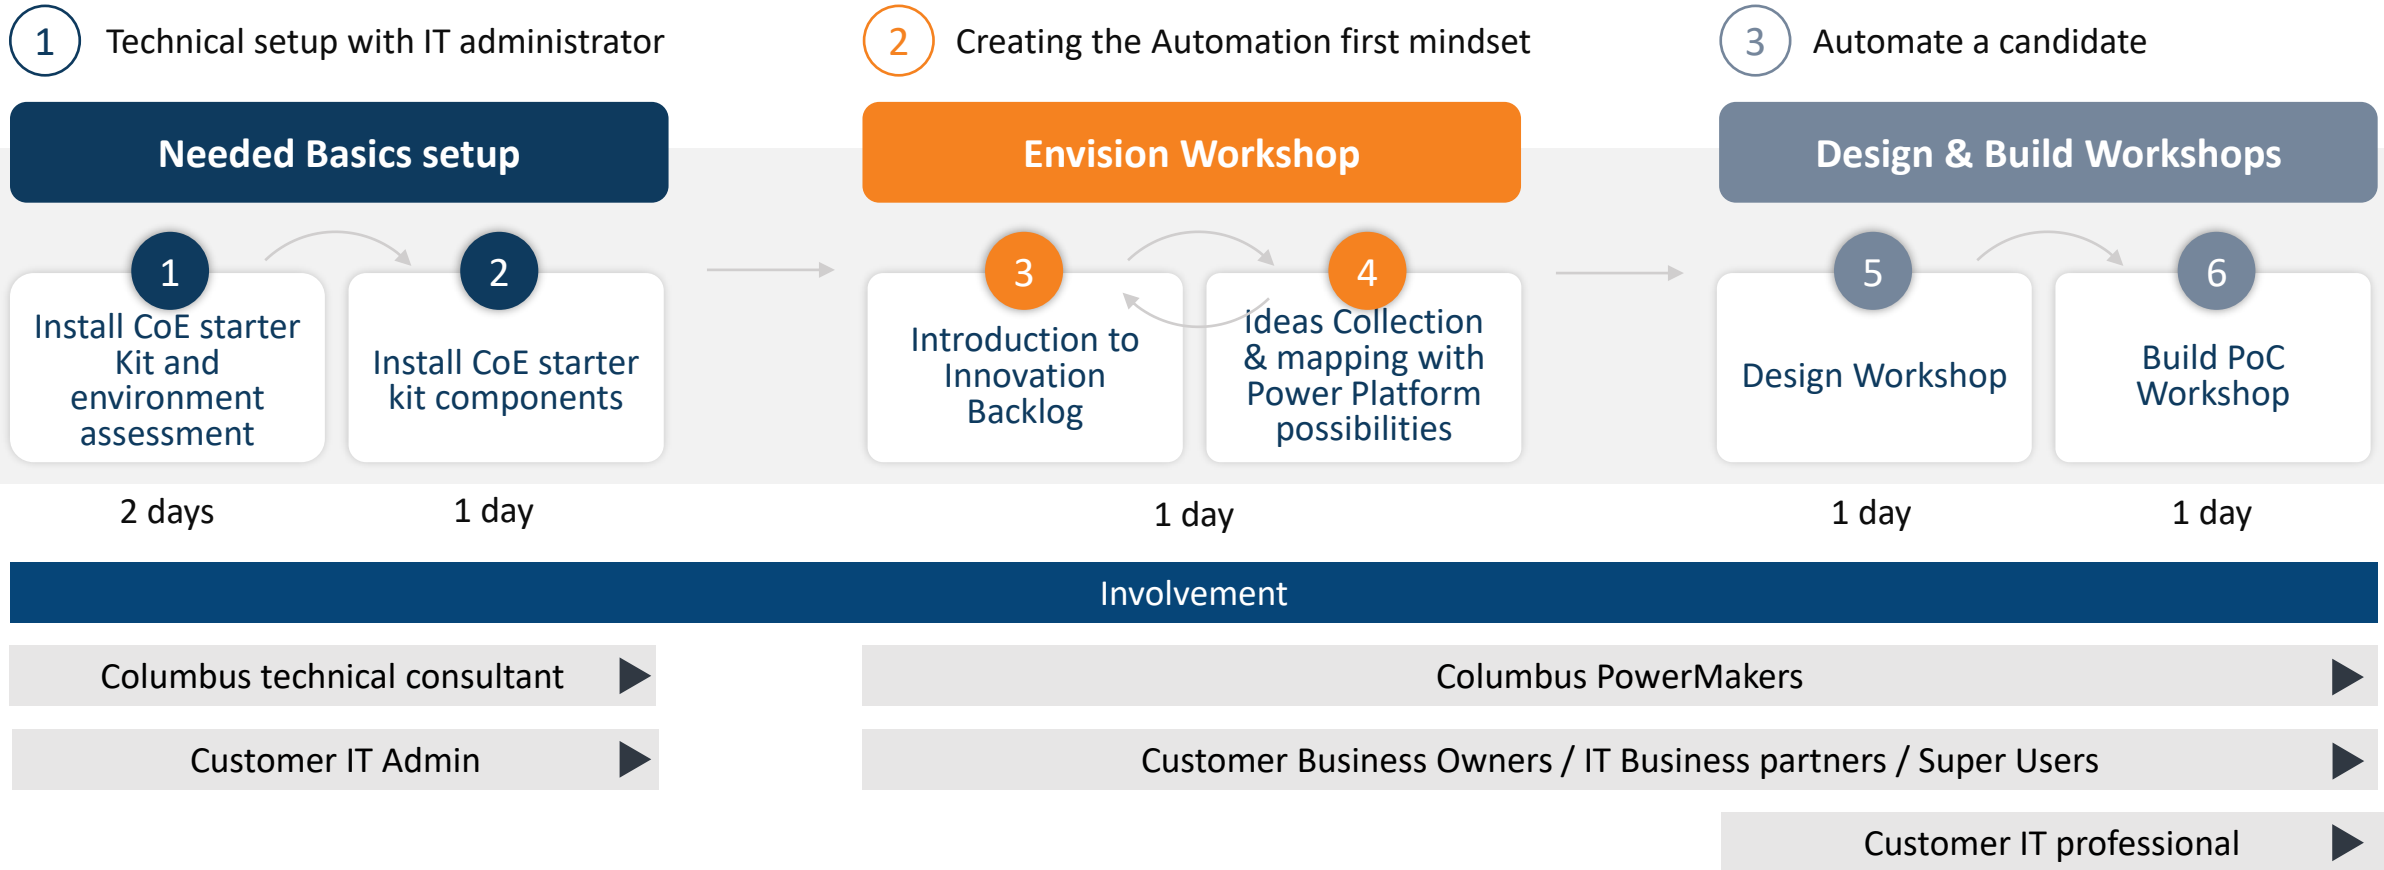 1 Technical setup with IT administrator
2 Creating the Automation first mindset
3 Automate a candidate
Needed Basics setup
Envision Workshop
Design & Build Workshops
1
Install CoE starter
Kit and
environment
assessment
2
Install CoE starter
kit components
3
Introduction to
Innovation
Backlog
4
Ideas Collection
& mapping with
Power Platform
possibilities
5
Design Workshop
6
Build PoC
Workshop
2 days
1 day
1 day
1 day
1 day
Involvement
Columbus technical consultant
Columbus PowerMakers
Customer IT Admin
Customer Business Owners / IT Business partners / Super Users
Customer IT professional